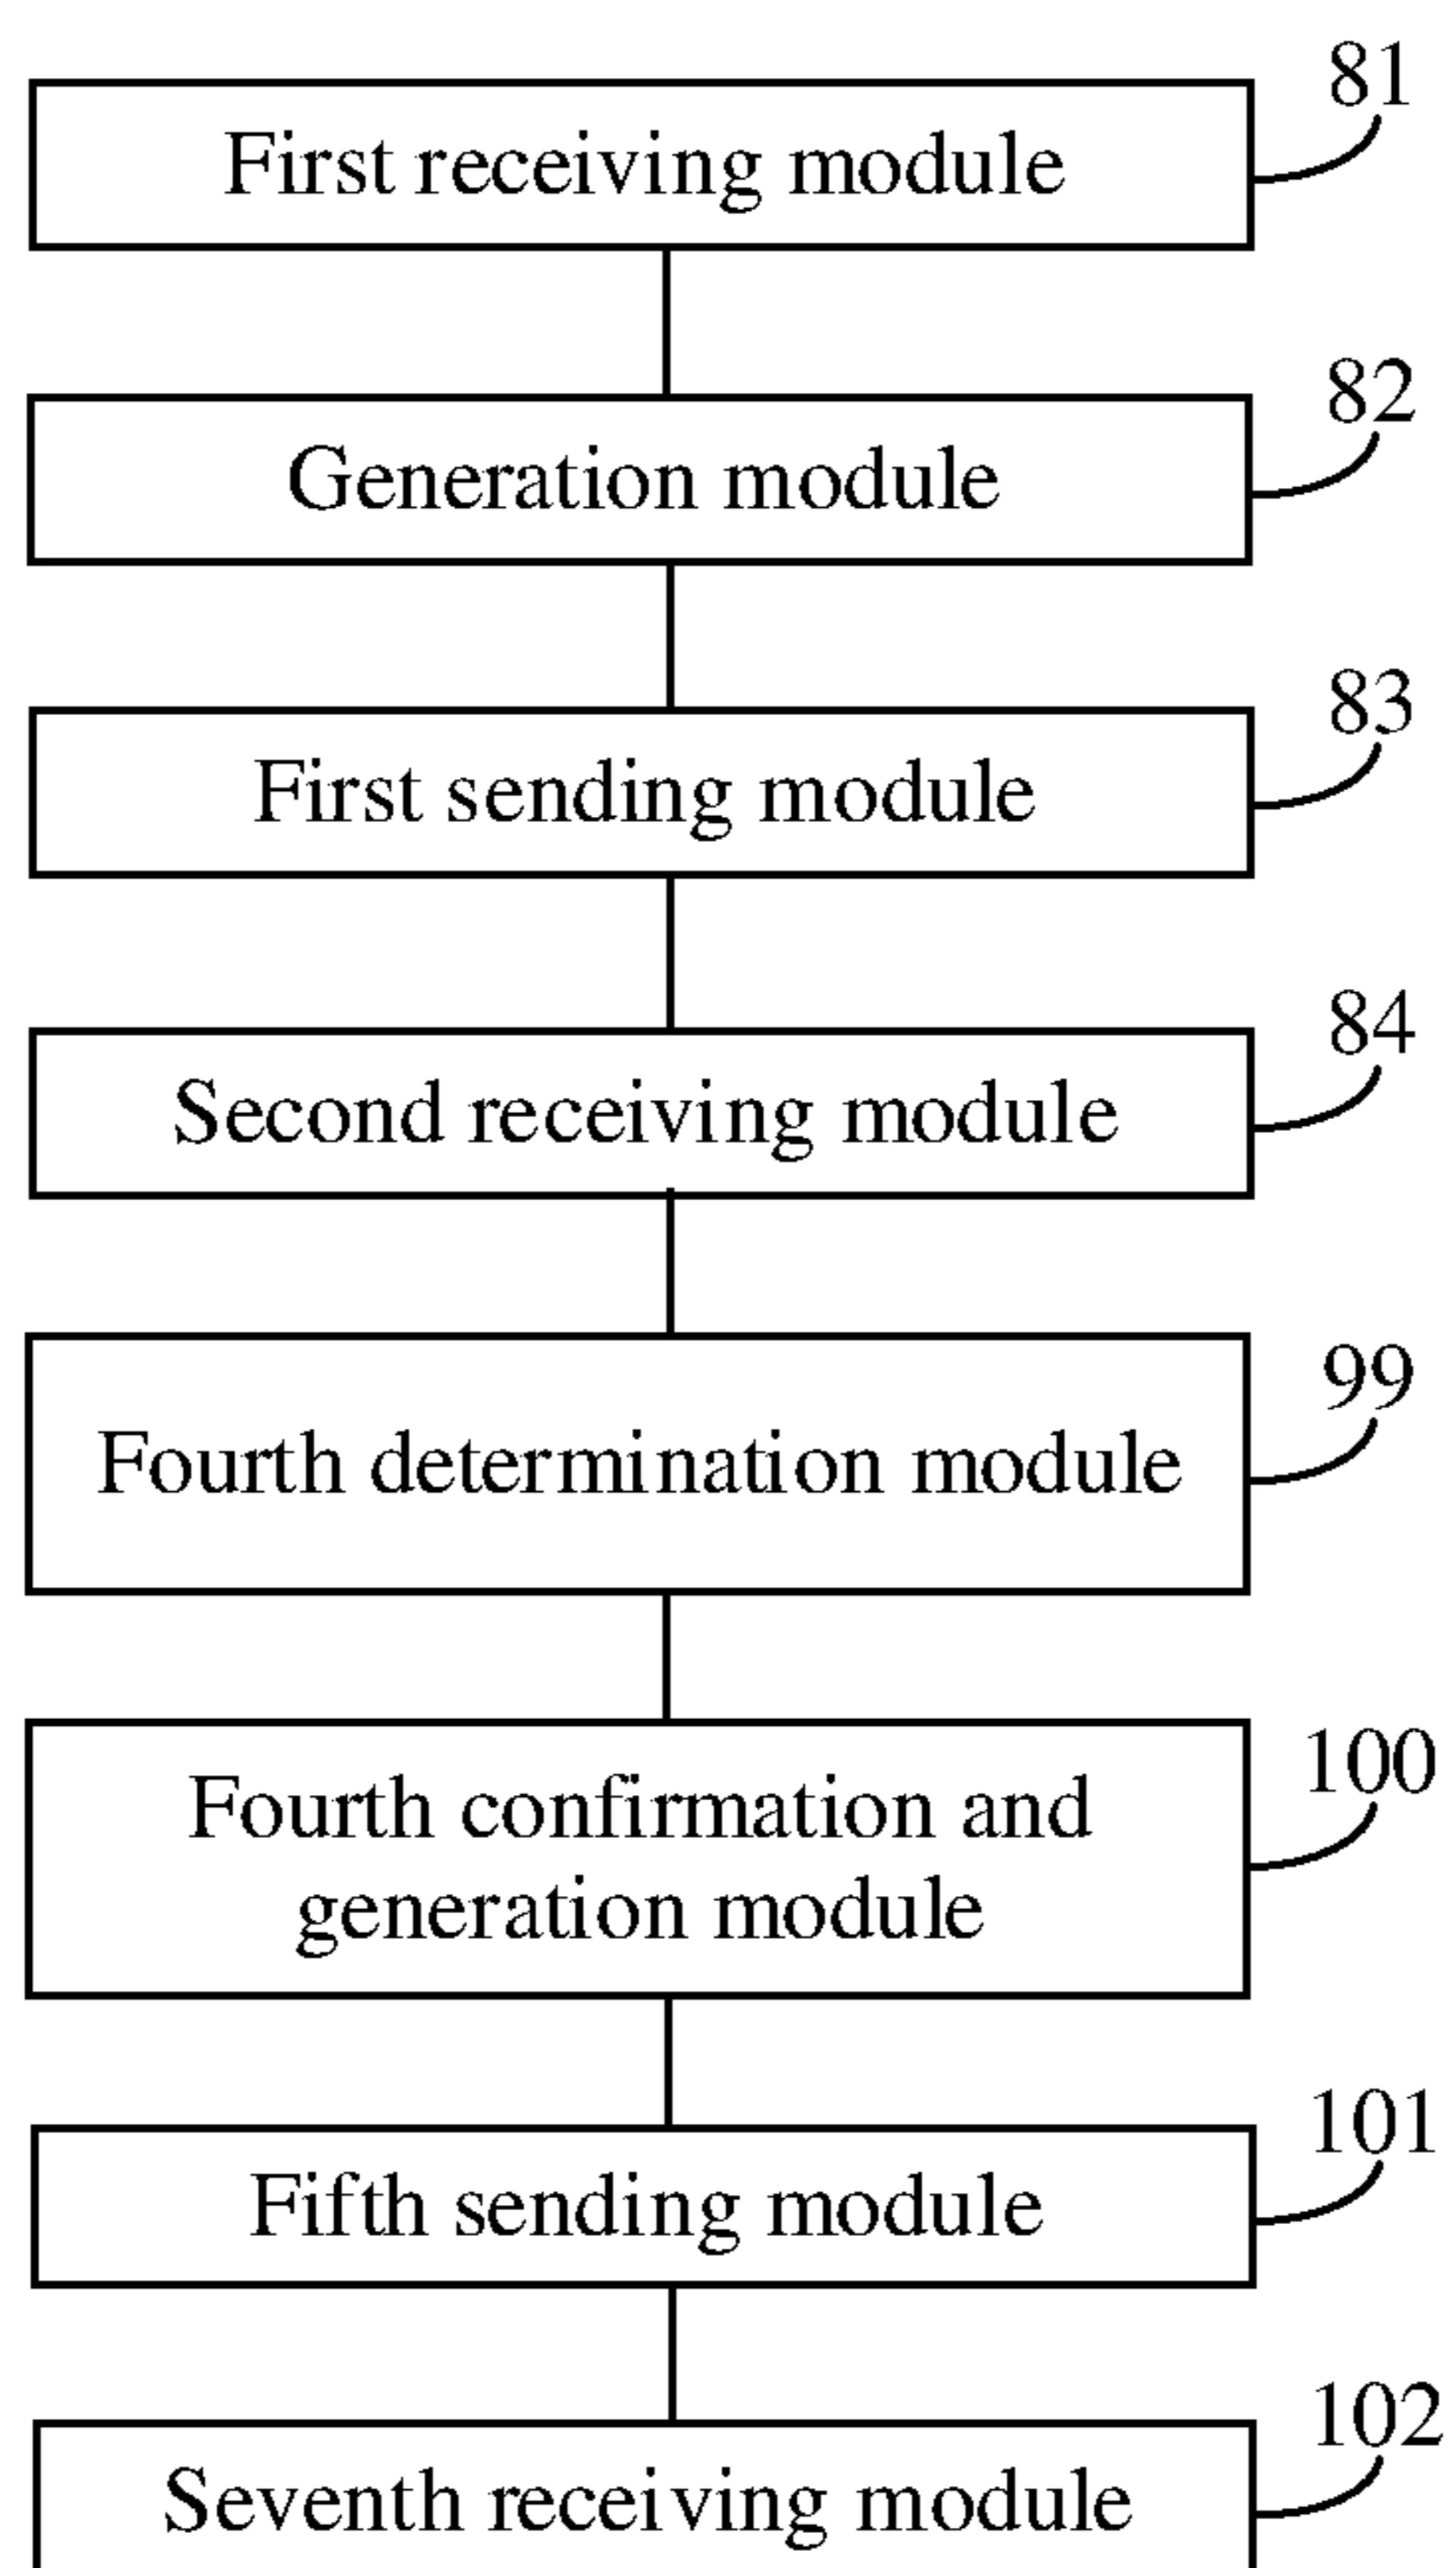 81
First receiving module
82
Generation module
83
First sending module
84
Second receiving module
99
Fourth determination module
100
Fourth confirmation and
generation module
101
Fifth sending module
102
Seventh receiving module